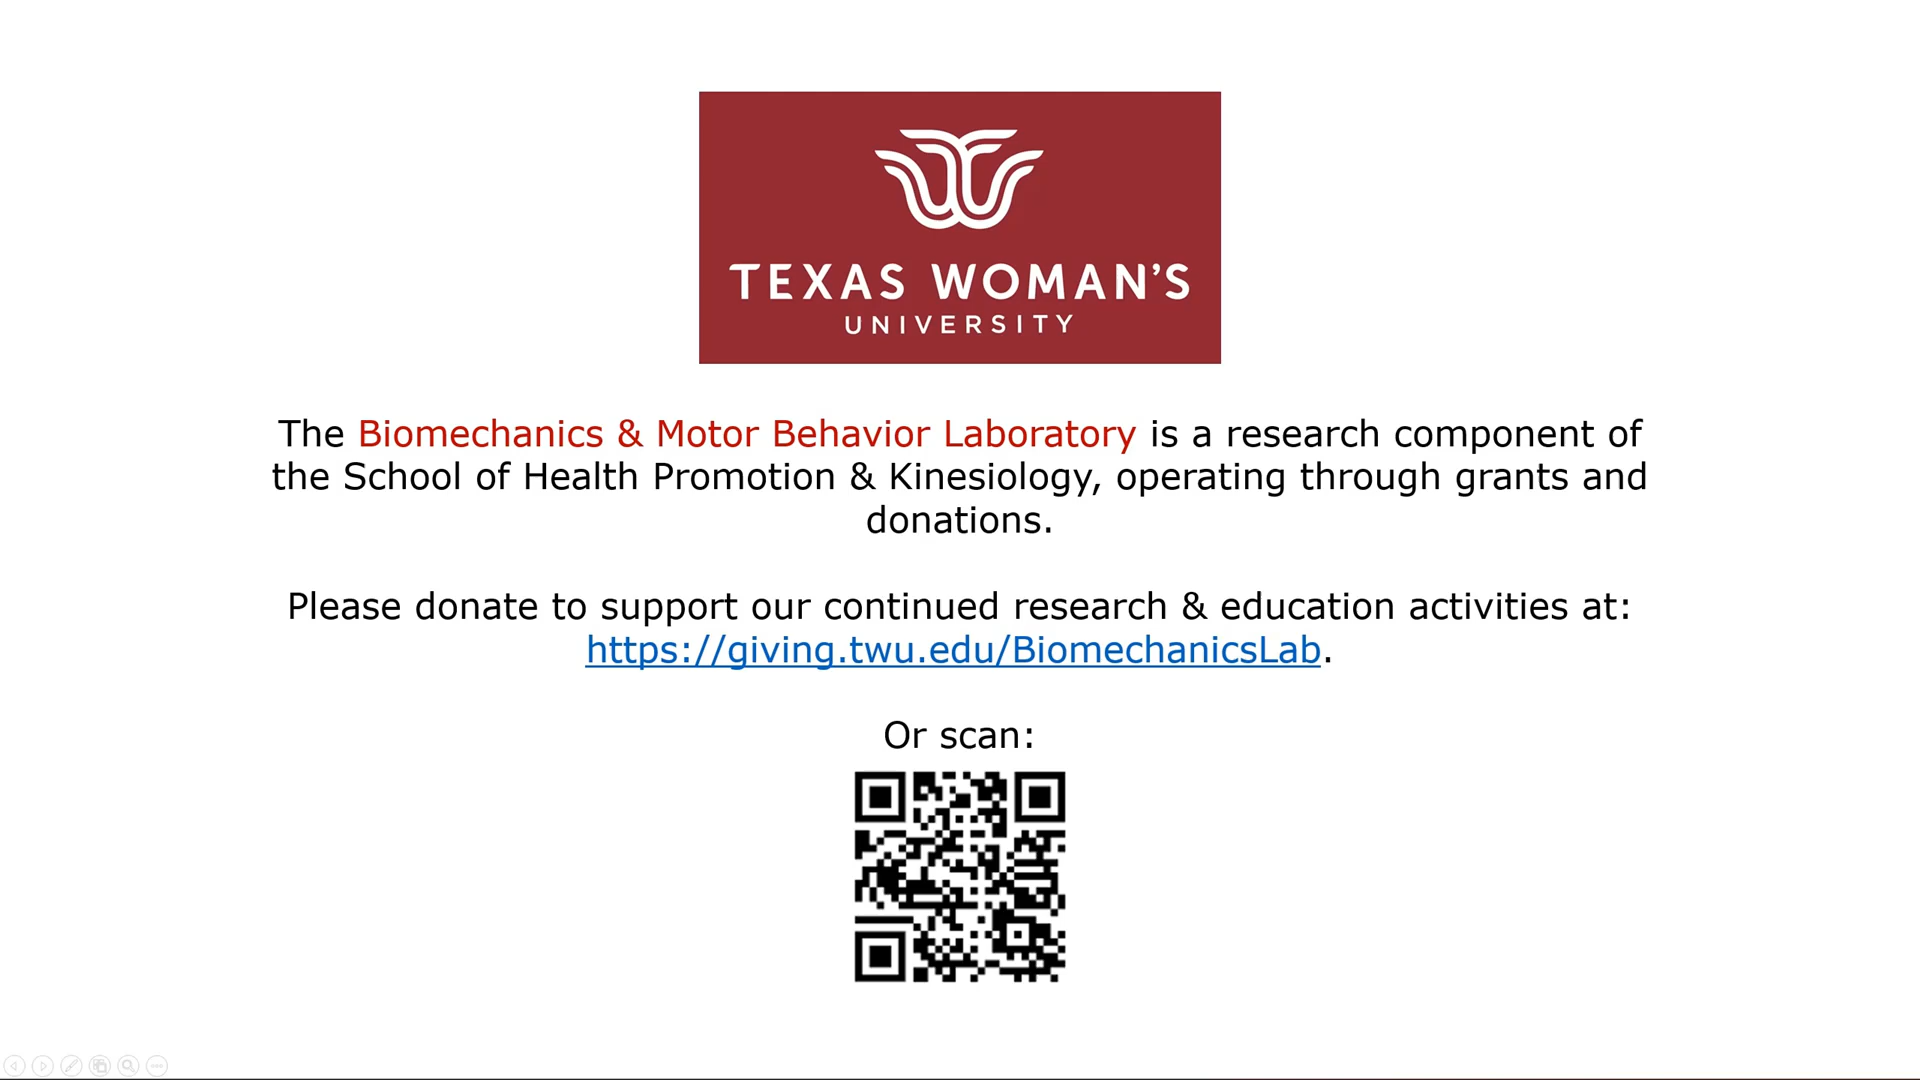 TEXAS WOMAN'S
UNIVERSITY
The Biomechanics & Motor Behavior Laboratory is a research component of
the School of Health Promotion & Kinesiology, operating through grants and
donations.
Please donate to support our continued research & education activities at:
https://giving.twu.edu/BiomechanicsLab.
Or scan: